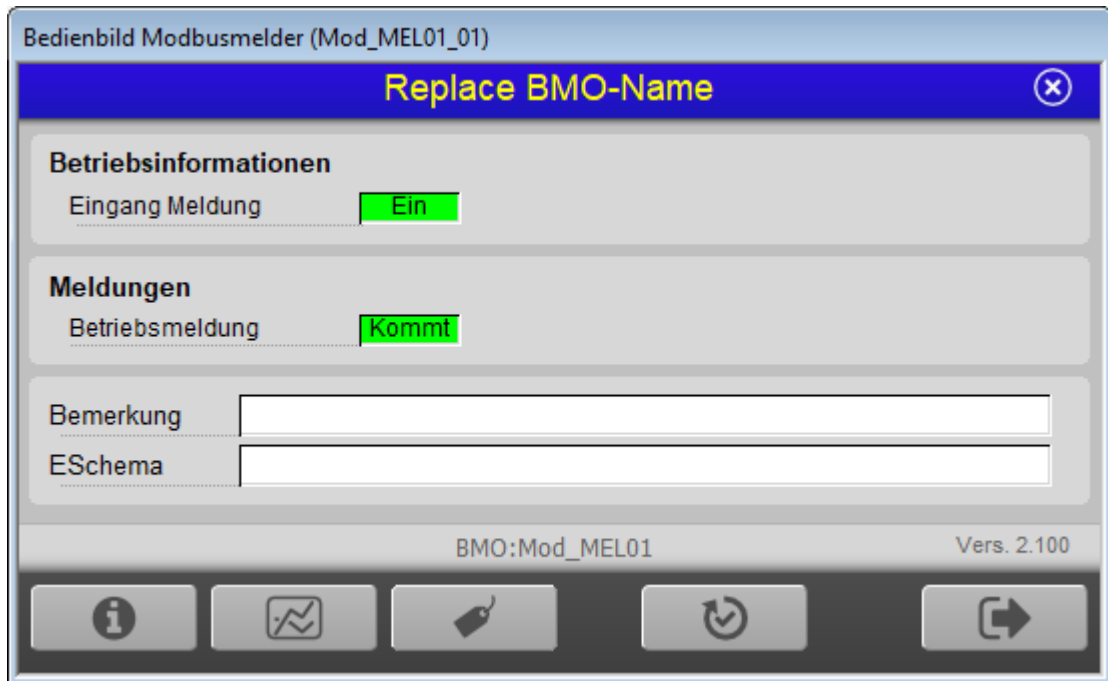 Bedienbild Modbusmelder (Mod_MEL01_01)
Replace BMO-Name
Betriebsinformationen
Eingang Meldung Ein
Meldungen
Betriebsmeldung Kommt
Bemerkung
ESchema
BMO:Mod_MEL01 Vers. 2.100